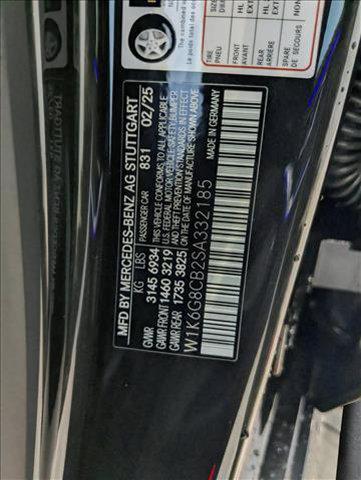 The combined
TIRE
PNEU
FRONT
AVANT
REAR
ARRIERE
SPARE
DE SECOURS
MFD BY MERCEDES-BENZ AG STUTTGART
PASSENGER CAR 831 02/25
KG LBS
GVWR 3145 6934
GAWR FRONT 1460 3219
GAWR REAR 1735 3825
THIS VEHICLE CONFORMS TO ALL APPLICABLE
U.S. FEDERAL MOTOR VEHICLE SAFETY, BUMPER
AND THEFT PREVENTION STANDARDS IN EFFECT ON
THE DATE OF MANUFACTURE SHOWN ABOVE
MADE IN GERMANY
W1K6G8CB2SA332185